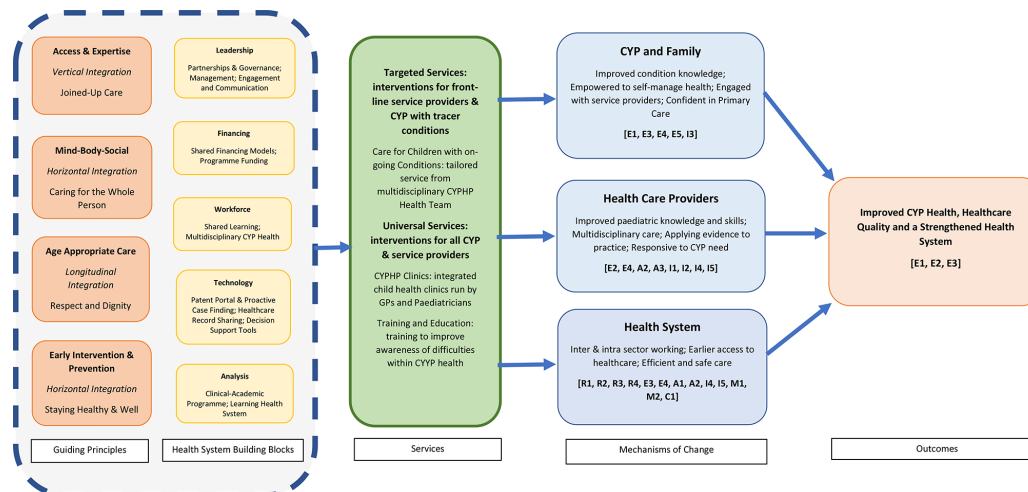 Access & Expertise
Vertical Integration
Joined-Up Care
Mind-Body-Social
Horizontal Integration
Caring for the Whole
Person
Age Appropriate Care
Longitudinal
Integration
Respect and Dignity
Early Intervention &
Prevention
Horizontal Integration
Staying Healthy & Well
Guiding Principles
Leadership
Partnerships & Governance;
Management; Engagement
and Communication
Financing
Shared Financing Models;
Programme Funding
Workforce
Shared Learning;
Multidisciplinary CYP Health
Technology
Patent Portal & Proactive
Case Finding; Healthcare
Record Sharing; Decision
Support Tools
Analysis
Clinical-Academic
Programme; Learning Health
System
Health System Building Blocks
Targeted Services:
interventions for front-
line service providers &
CYP with tracer
conditions
Care for Children with on-
going Conditions: tailored
service from
multidisciplinary CYPHP
Health Team
Universal Services:
interventions for all CYP
& service providers
CYPHP Clinics: integrated
child health clinics run by
GPs and Paediatricians
Training and Education:
training to improve
awareness of difficulties
within CYYP health
Services
CYP and Family
Improved condition knowledge;
Empowered to self-manage health; Engaged
with service providers; Confident in Primary
Care
[E1, E3, E4, E5, I3]
Health Care Providers
Improved paediatric knowledge and skills;
Multidisciplinary care; Applying evidence to
practice; Responsive to CYP need
[E2, E4, A2, A3, I1, I2, I4, I5]
Health System
Inter & intra sector working; Earlier access to
healthcare; Efficient and safe care
[R1, R2, R3, R4, E3, E4, A1, A2, I4, I5, M1,
M2, C1]
Mechanisms of Change
Improved CYP Health, Healthcare
Quality and a Strengthened Health
System
[E1, E2, E3]
Outcomes